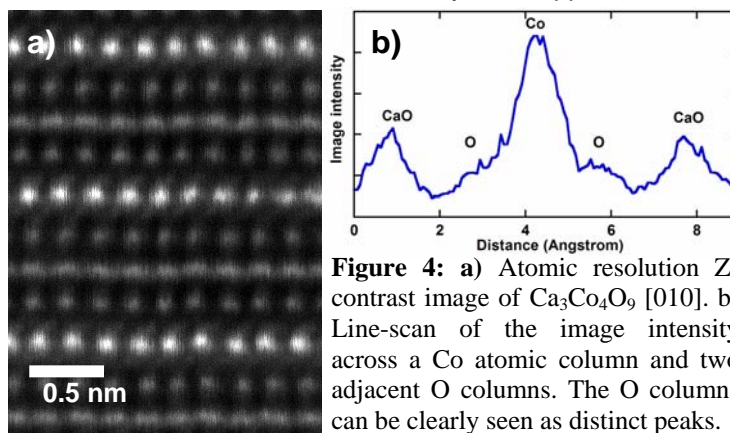 a)
0.5 nm
b)
Co
CaO
O
O
CaO
Image intensity
0 2 4 6 8
Distance (Angstrom)
Figure 4: a) Atomic resolution Z
contrast image of Ca₃Co₄O₉ [010]. b
Line-scan of the image intensity
across a Co atomic column and two
adjacent O columns. The O column
can be clearly seen as distinct peaks.